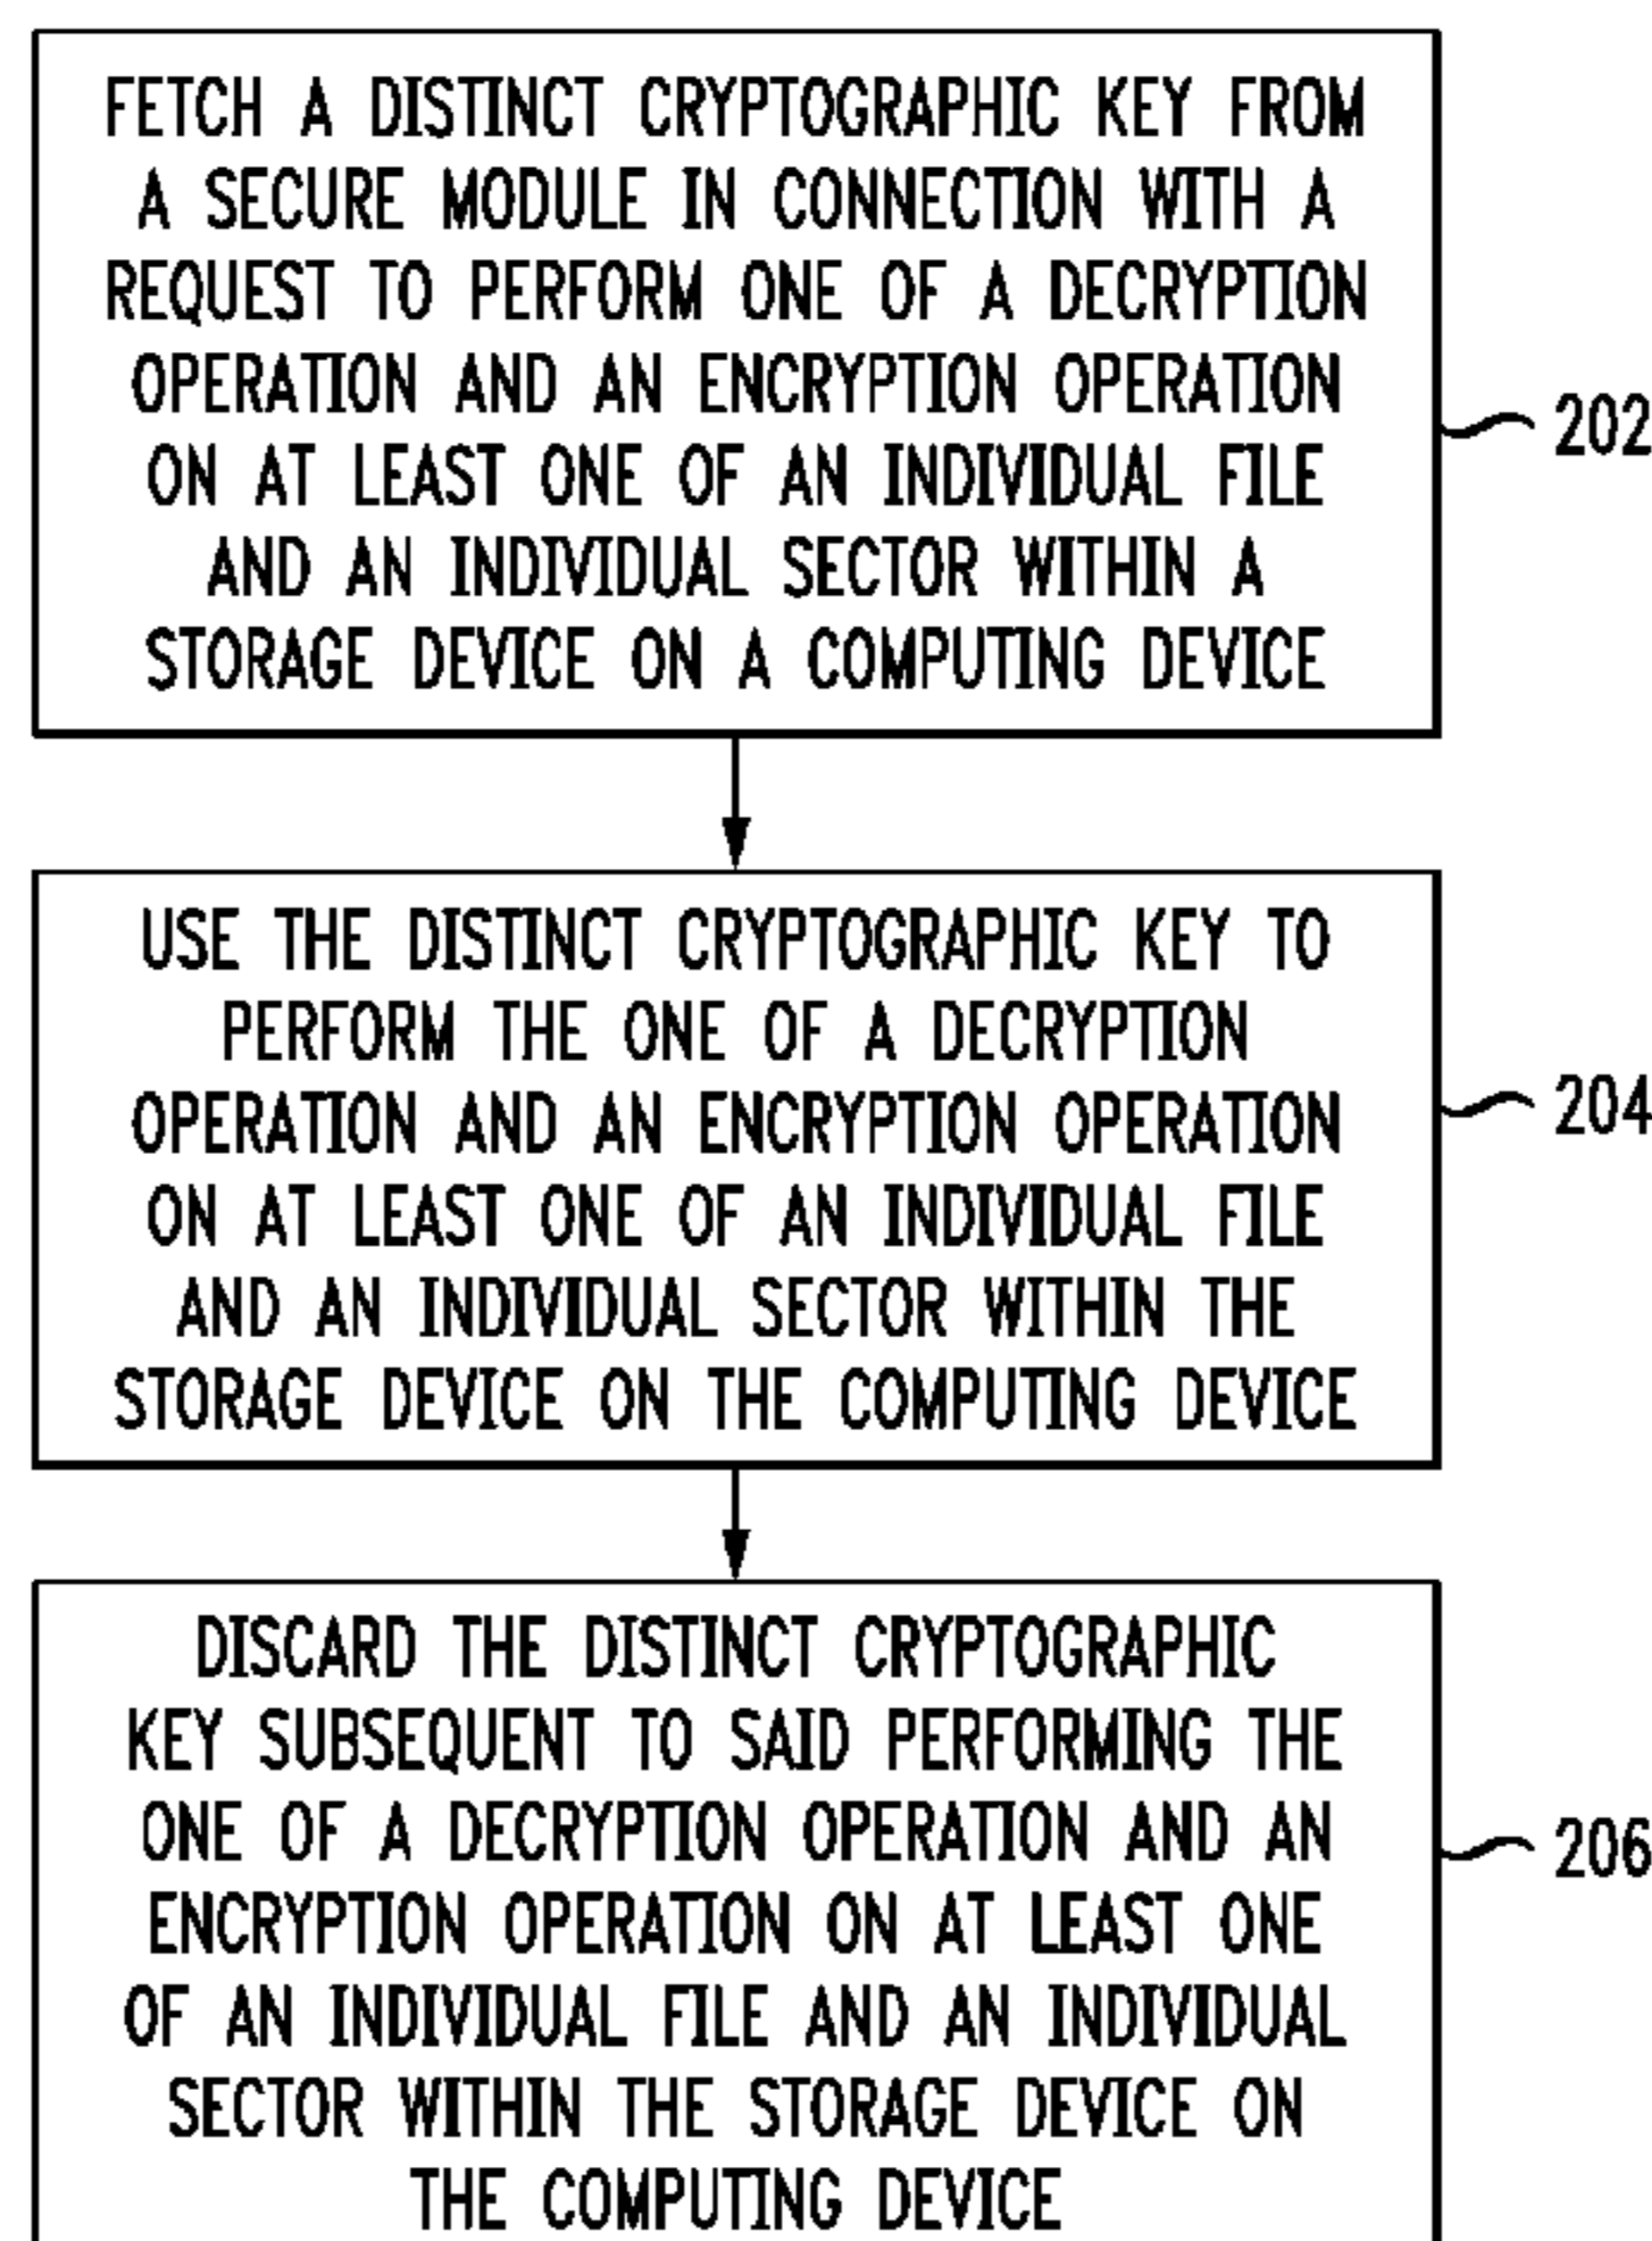 FETCH A DISTINCT CRYPTOGRAPHIC KEY FROM
A SECURE MODULE IN CONNECTION WITH A
REQUEST TO PERFORM ONE OF A DECRYPTION
OPERATION AND AN ENCRYPTION OPERATION
ON AT LEAST ONE OF AN INDIVIDUAL FILE
AND AN INDIVIDUAL SECTOR WITHIN A
STORAGE DEVICE ON A COMPUTING DEVICE
202
USE THE DISTINCT CRYPTOGRAPHIC KEY TO
PERFORM THE ONE OF A DECRYPTION
OPERATION AND AN ENCRYPTION OPERATION
ON AT LEAST ONE OF AN INDIVIDUAL FILE
AND AN INDIVIDUAL SECTOR WITHIN THE
STORAGE DEVICE ON THE COMPUTING DEVICE
204
DISCARD THE DISTINCT CRYPTOGRAPHIC
KEY SUBSEQUENT TO SAID PERFORMING THE
ONE OF A DECRYPTION OPERATION AND AN
ENCRYPTION OPERATION ON AT LEAST ONE
OF AN INDIVIDUAL FILE AND AN INDIVIDUAL
SECTOR WITHIN THE STORAGE DEVICE ON
THE COMPUTING DEVICE
206